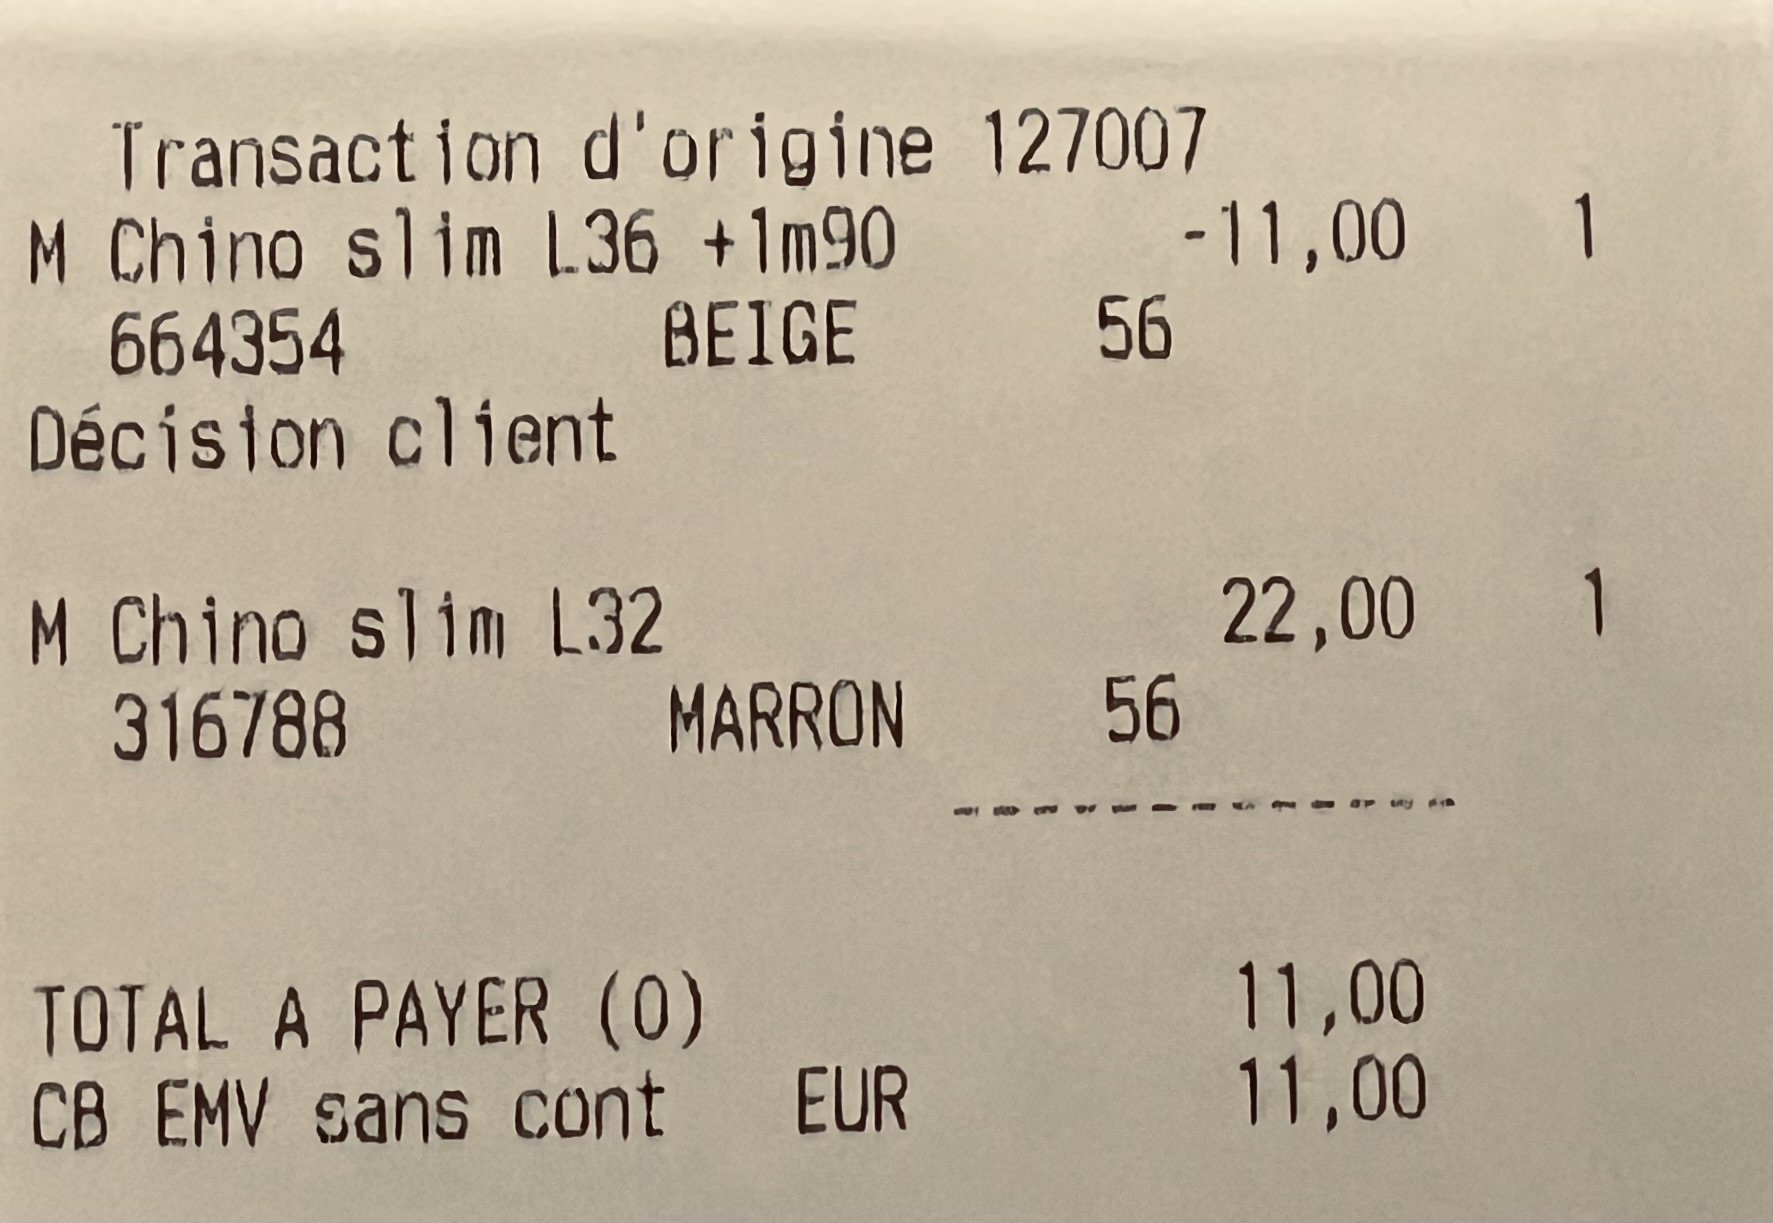 Transaction d'origine 127007
M Chino slim L36 +1m90 -11,00 1
664354 BEIGE 56
Décision client
M Chino slim L32 22,00 1
316788 MARRON 56
-------------
TOTAL A PAYER (0) 11,00
CB EMV sans cont EUR 11,00